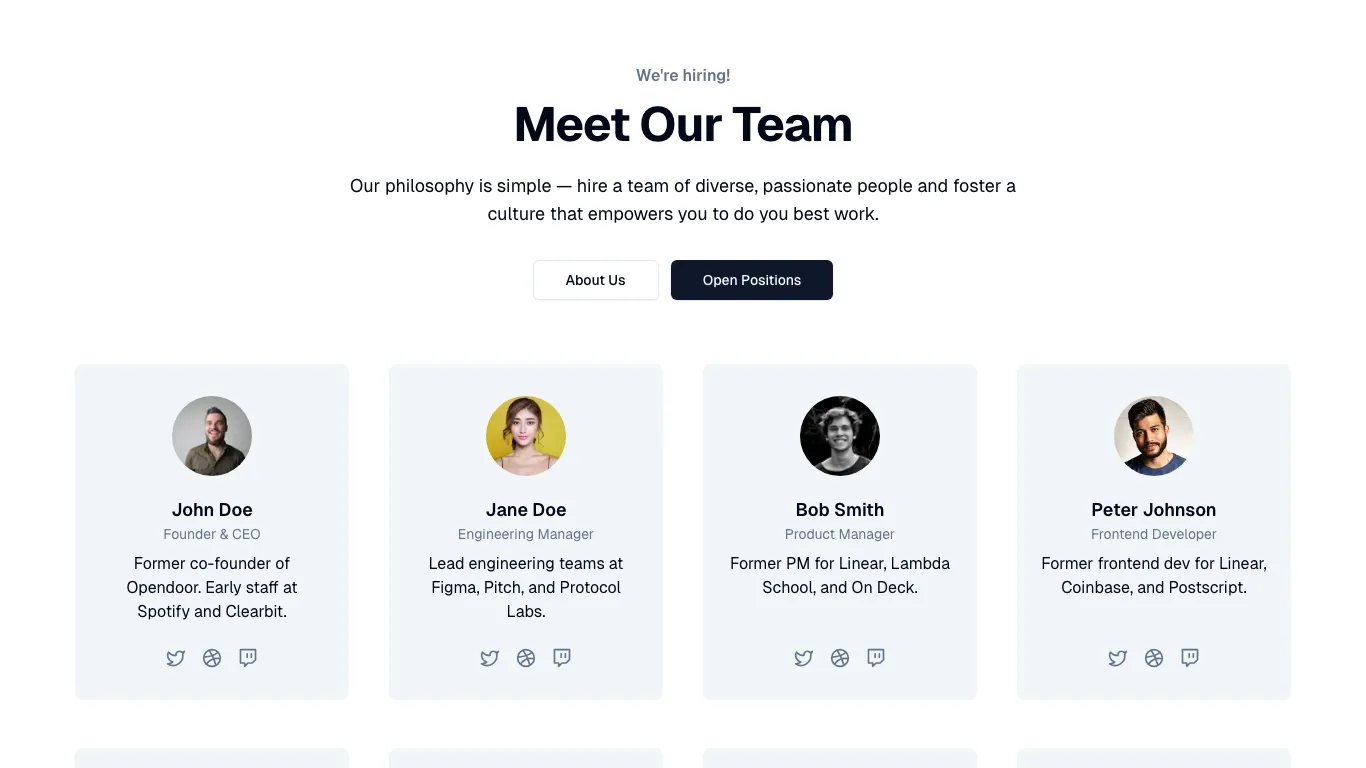 We're hiring!
Meet Our Team
Our philosophy is simple — hire a team of diverse, passionate people and foster a
culture that empowers you to do you best work.
About Us
Open Positions
John Doe
Founder & CEO
Former co-founder of
Opendoor. Early staff at
Spotify and Clearbit.
Jane Doe
Engineering Manager
Lead engineering teams at
Figma, Pitch, and Protocol
Labs.
Bob Smith
Product Manager
Former PM for Linear, Lambda
School, and On Deck.
Peter Johnson
Frontend Developer
Former frontend dev for Linear,
Coinbase, and Postscript.